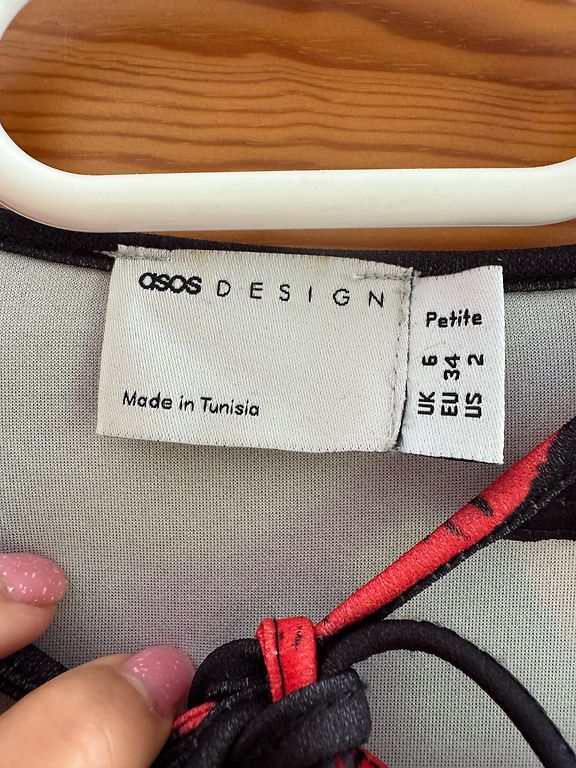 asos DESIGN
Made in Tunisia
Petite
UK 6
EU 34
US 2